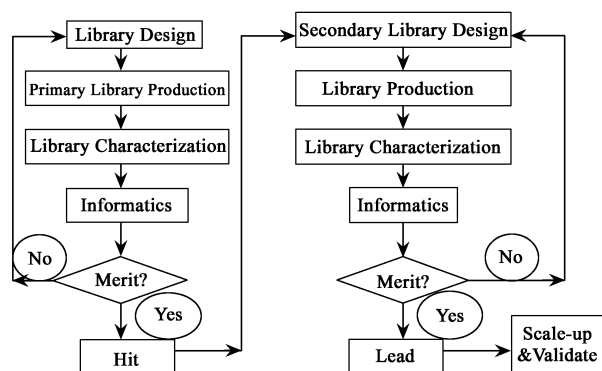 Library Design
Primary Library Production
Library Characterization
Informatics
No
Merit?
Yes
Hit
Secondary Library Design
Library Production
Library Characterization
Informatics
No
Merit?
Yes
Lead
Scale-up
&Validate